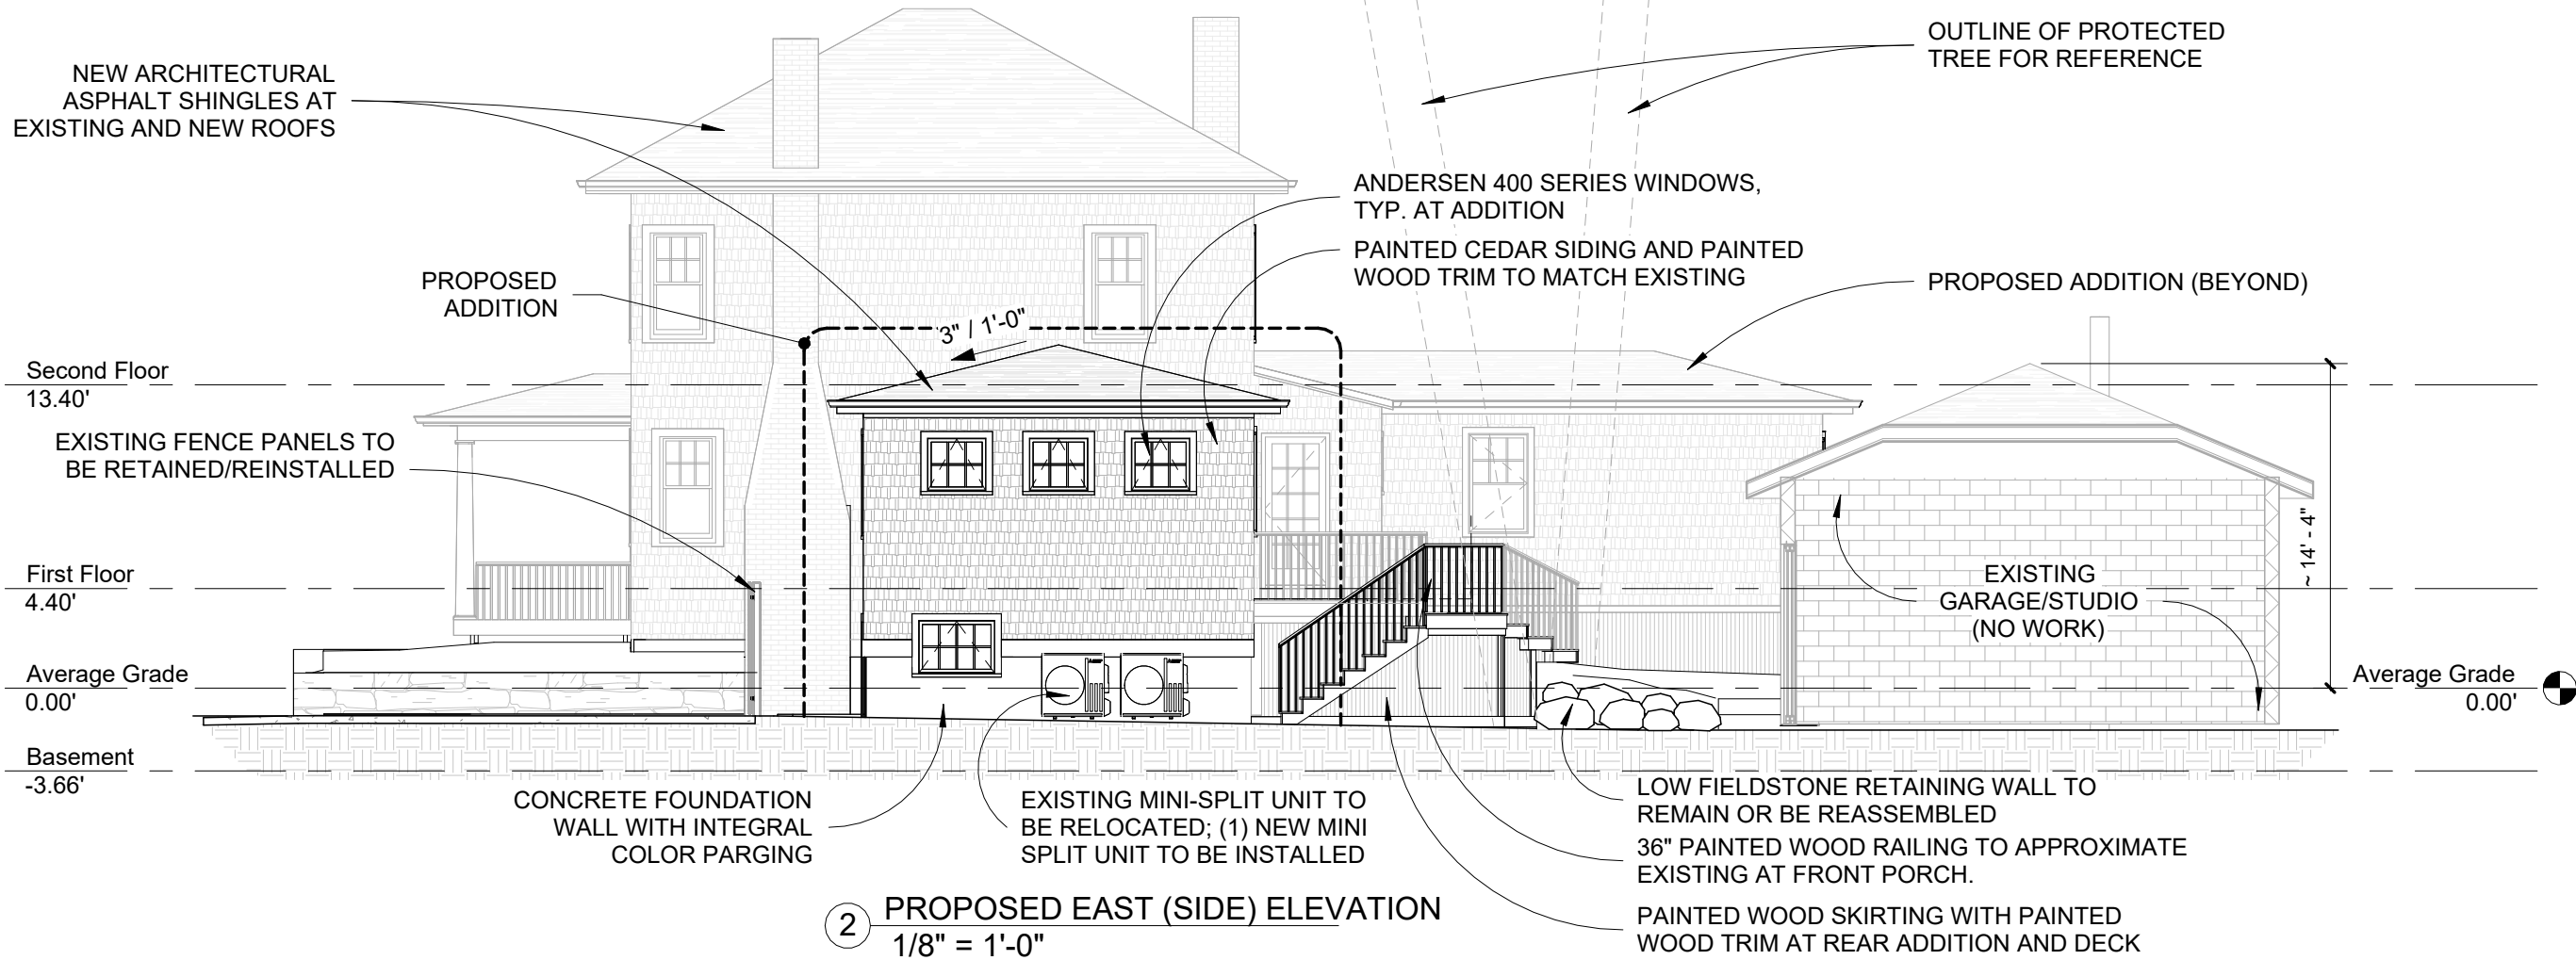 OUTLINE OF PROTECTED
TREE FOR REFERENCE
NEW ARCHITECTURAL
ASPHALT SHINGLES AT
EXISTING AND NEW ROOFS
ANDERSEN 400 SERIES WINDOWS,
TYP. AT ADDITION
PAINTED CEDAR SIDING AND PAINTED
WOOD TRIM TO MATCH EXISTING
PROPOSED
ADDITION
PROPOSED ADDITION (BEYOND)
3" / 1'-0"
Second Floor
13.40'
EXISTING FENCE PANELS TO
BE RETAINED/REINSTALLED
~ 14' - 4"
First Floor
4.40'
EXISTING
GARAGE/STUDIO
(NO WORK)
Average Grade
0.00'
Average Grade
0.00'
Basement
-3.66'
CONCRETE FOUNDATION
WALL WITH INTEGRAL
COLOR PARGING
EXISTING MINI-SPLIT UNIT TO
BE RELOCATED; (1) NEW MINI
SPLIT UNIT TO BE INSTALLED
LOW FIELDSTONE RETAINING WALL TO
REMAIN OR BE REASSEMBLED
36" PAINTED WOOD RAILING TO APPROXIMATE
EXISTING AT FRONT PORCH.
PAINTED WOOD SKIRTING WITH PAINTED
WOOD TRIM AT REAR ADDITION AND DECK
2
PROPOSED EAST (SIDE) ELEVATION
1/8" = 1'-0"